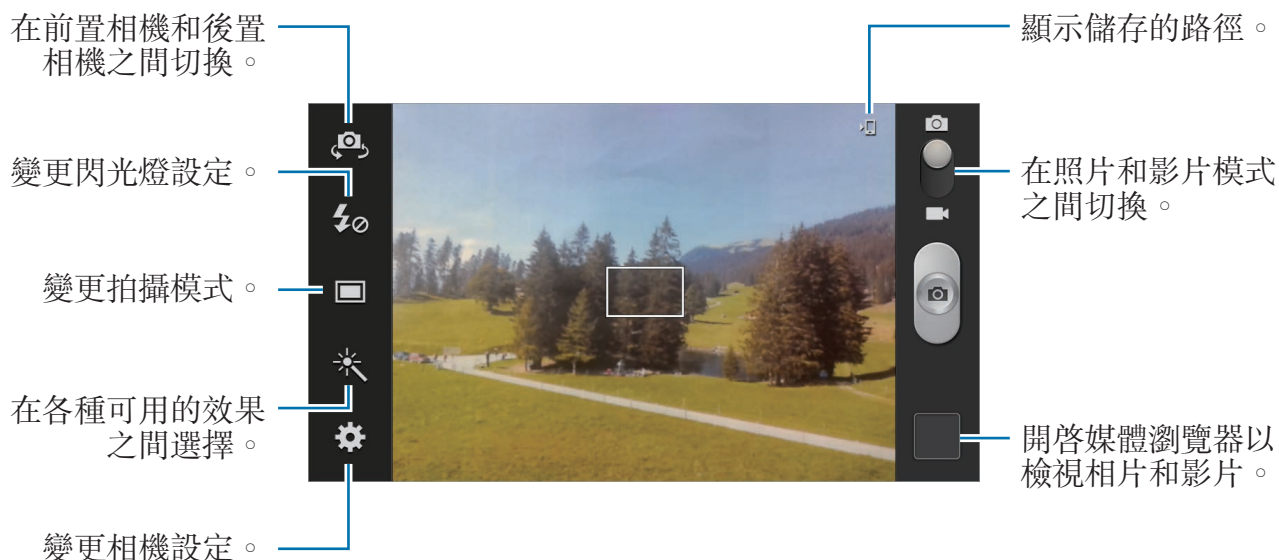 在前置相機和後置
相機之間切換。
變更閃光燈設定。
變更拍攝模式。
在各種可用的效果
之間選擇。
變更相機設定。
顯示儲存的路徑。
在照片和影片模式
之間切換。
開啓媒體瀏覽器以
檢視相片和影片。